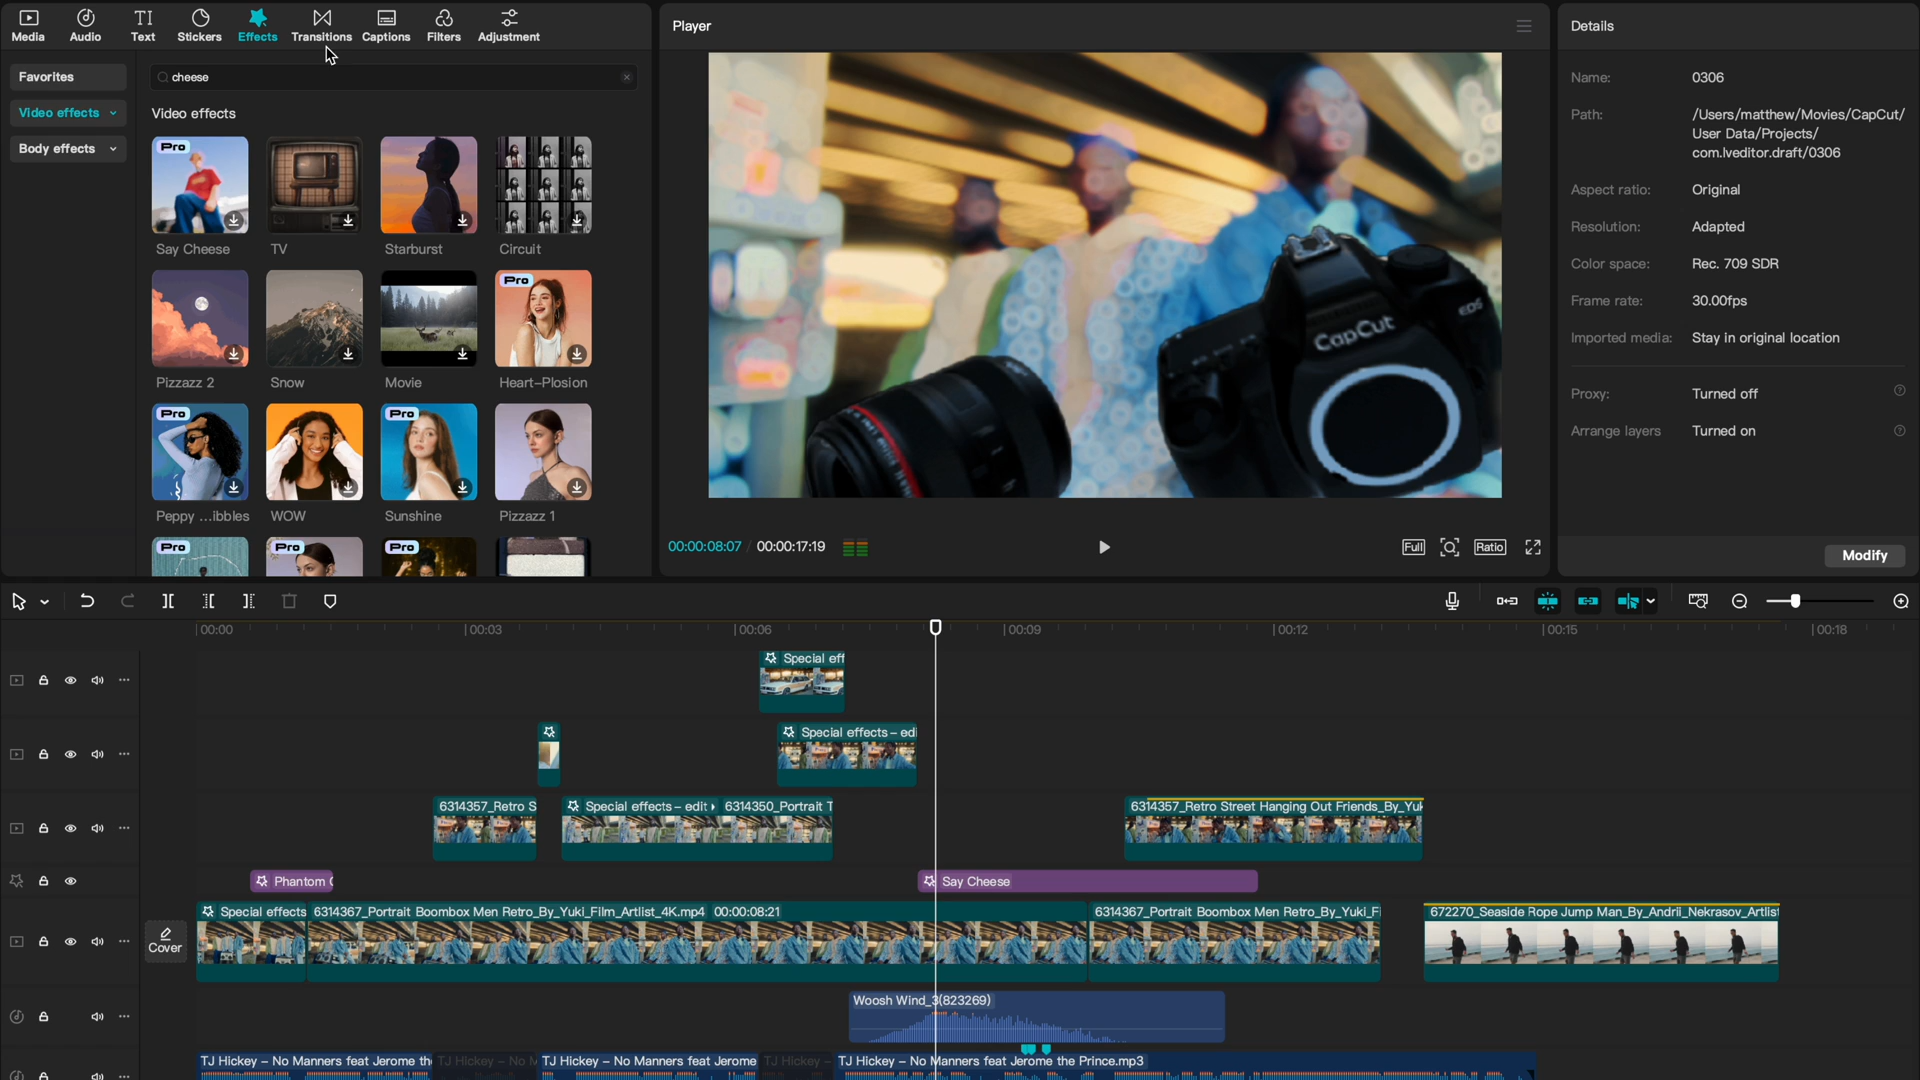 Media
Audio
Text
Stickers
Effects
Transitions
Captions
Filters
Adjustment
Favorites
Video effects
Body effects
cheese
Video effects
Pro
Say Cheese
TV
Starburst
Circuit
Pizzazz 2
Snow
Movie
Pro
Heart-Plosion
Pro
Peppy ...ibbles
WOW
Pro
Sunshine
Pizzazz 1
Pro
Pro
Pro
Player
CapCut
EOS
00:00:08:07 / 00:00:17:19
Full
Ratio
Details
Name: 0306
Path: /Users/matthew/Movies/CapCut/
User Data/Projects/
com.lveditor.draft/0306
Aspect ratio: Original
Resolution: Adapted
Color space: Rec. 709 SDR
Frame rate: 30.00fps
Imported media: Stay in original location
Proxy: Turned off
Arrange layers Turned on
Modify
00:00
00:03
00:06
00:09
00:12
00:15
00:18
Special eff
Special effects – edi
6314357_Retro S
Special effects – edit
6314350_Portrait T
6314357_Retro Street Hanging Out Friends_By_Yuk
Phantom
Say Cheese
Cover
Special effects
6314367_Portrait Boombox Men Retro_By_Yuki_Film_Artlist_4K.mp4 00:00:08:21
6314367_Portrait Boombox Men Retro_By_Yuki_Fi
672270_Seaside Rope Jump Man_By_Andrii_Nekrasov_Artlist
Woosh Wind_3(823269)
TJ Hickey – No Manners feat Jerome th
TJ Hickey – No M
TJ Hickey – No Manners feat Jerome
TJ Hickey –
TJ Hickey – No Manners feat Jerome the Prince.mp3